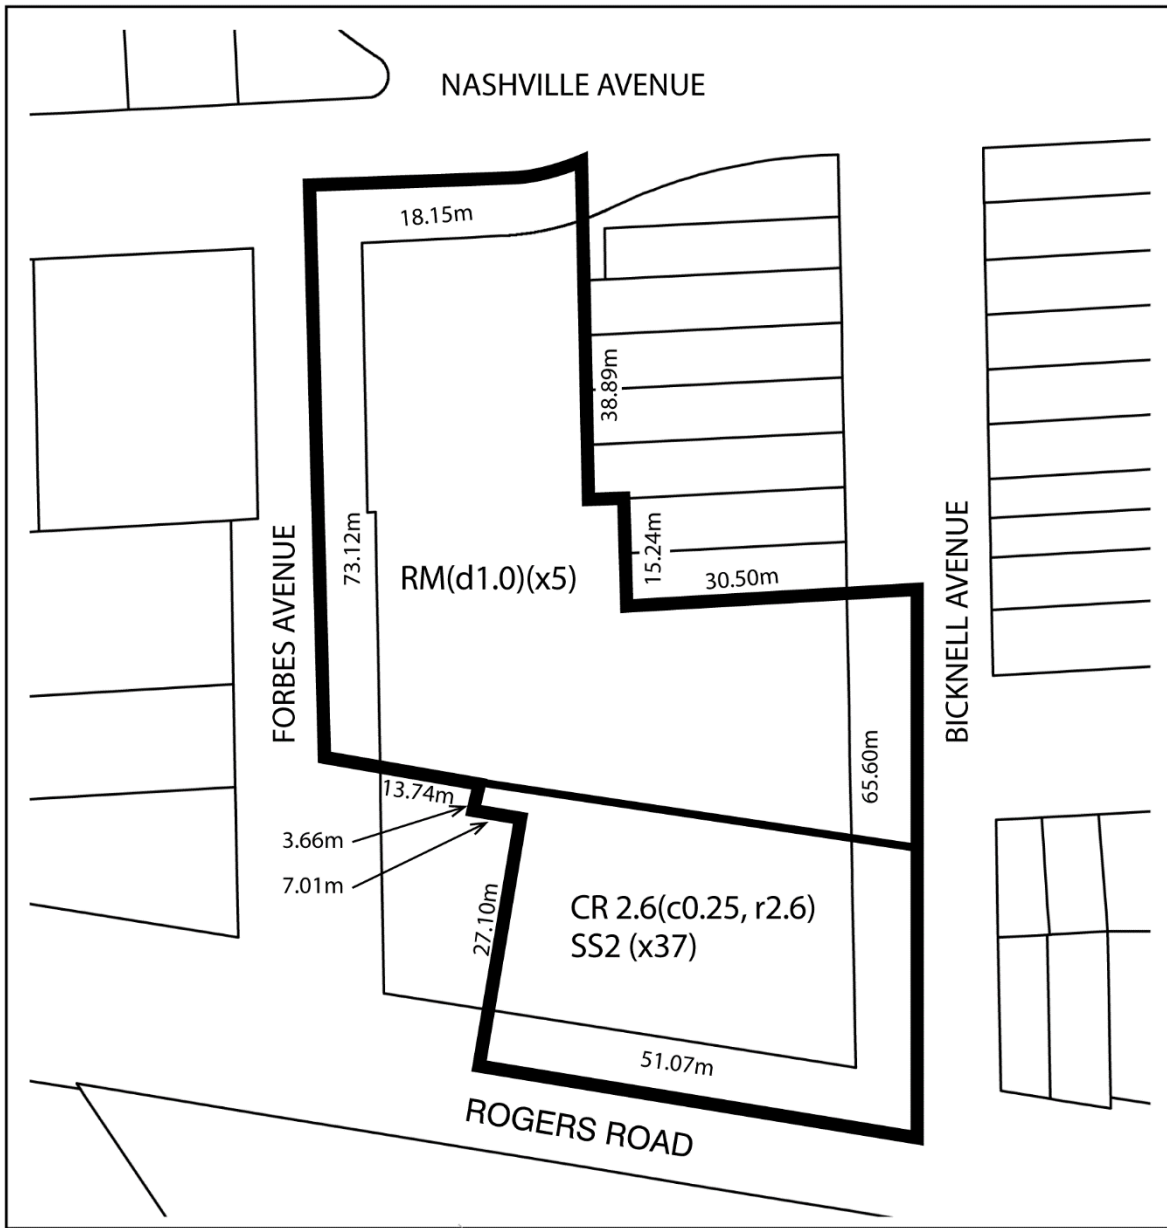 NASHVILLE AVENUE
18.15m
38.89m
73.12m
15.24m
RM(d1.0)(x5)
30.50m
FORBES AVENUE
BICKNELL AVENUE
65.60m
13.74m
3.66m
7.01m
27.10m
CR 2.6(c0.25, r2.6)
SS2 (x37)
51.07m
ROGERS ROAD